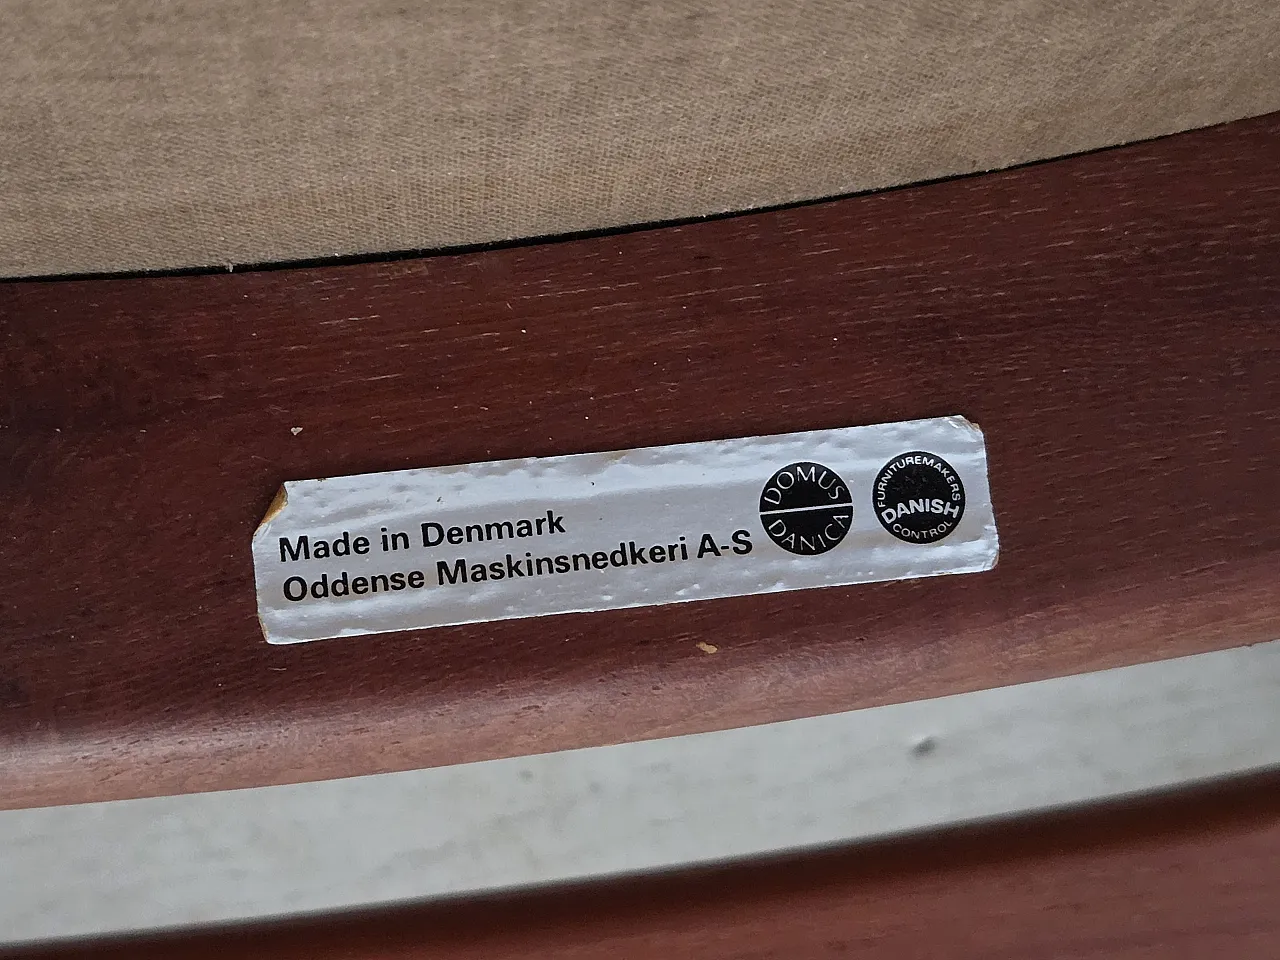 Made in Denmark
Oddense Maskinsnedkeri A-S
DOMUS
DANICA
FURNITUREMAKERS
DANISH
CONTROL